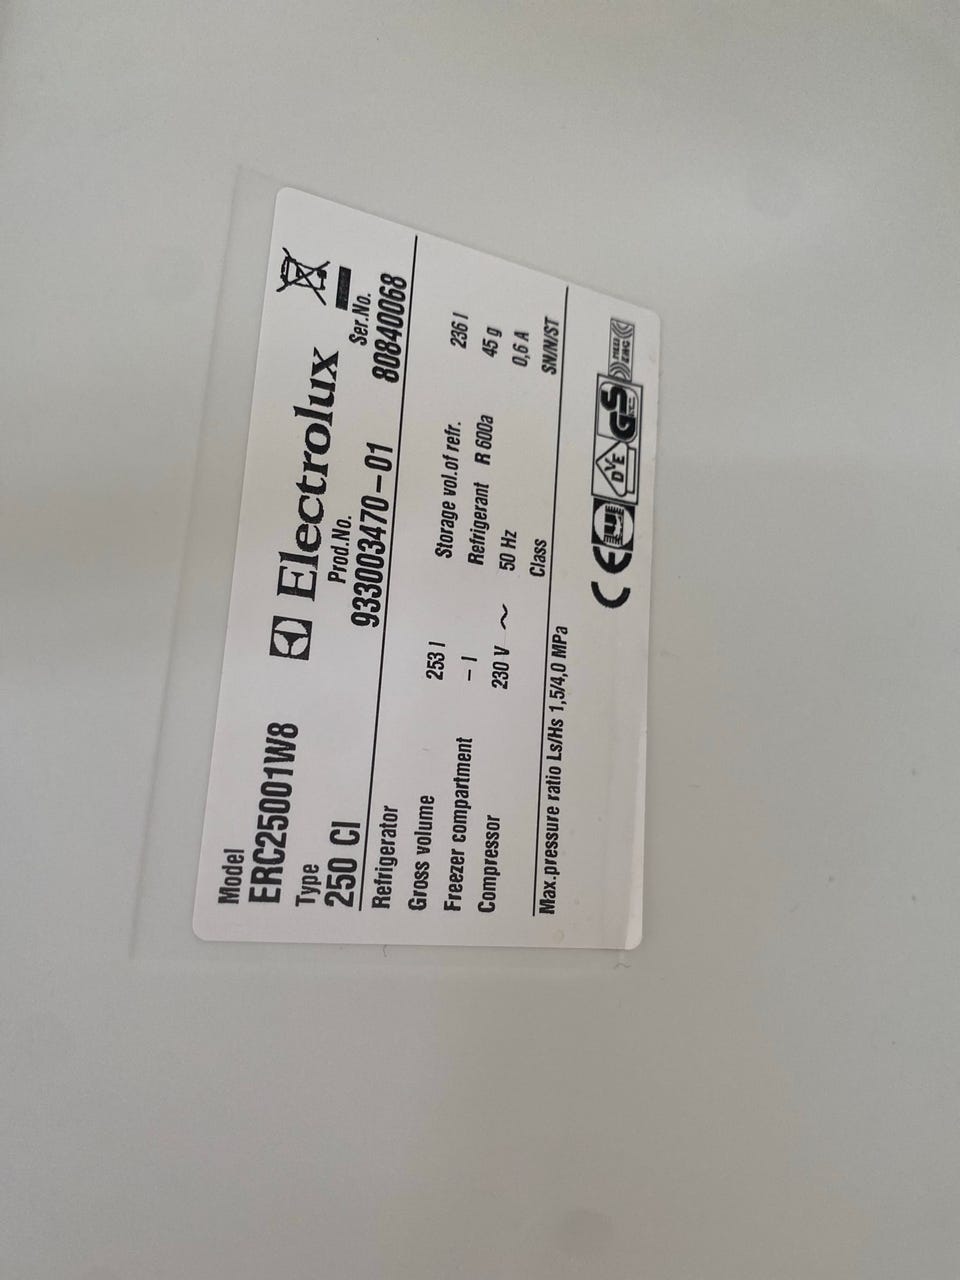 Model
ERC25001W8
Electrolux
Type
250 CI
Prod.No.
933003470-01
Ser.No.
80840068
Refrigerator
Gross volume 253 l Storage vol.of refr. 236 l
Freezer compartment - l Refrigerant R 600a 45 g
Compressor 230 V ~ 50 Hz 0,6 A
Class SN/N/ST
Max.pressure ratio Ls/Hs 1,5/4,0 MPa
CE DVE GS